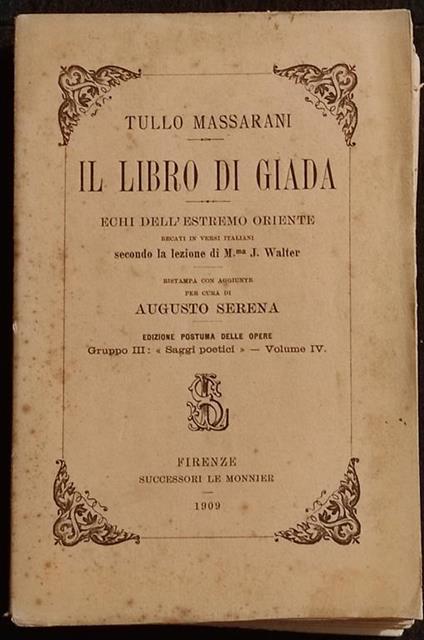 TULLO MASSARANI
IL LIBRO DI GIADA
ECHI DELL'ESTREMO ORIENTE
RECATI IN VERSI ITALIANI
secondo la lezione di M.ma J. Walter
RISTAMPA CON AGGIUNTE
PER CURA DI
AUGUSTO SERENA
EDIZIONE POSTUMA DELLE OPERE
Gruppo III: « Saggi poetici » — Volume IV.
FIRENZE
SUCCESSORI LE MONNIER
1909